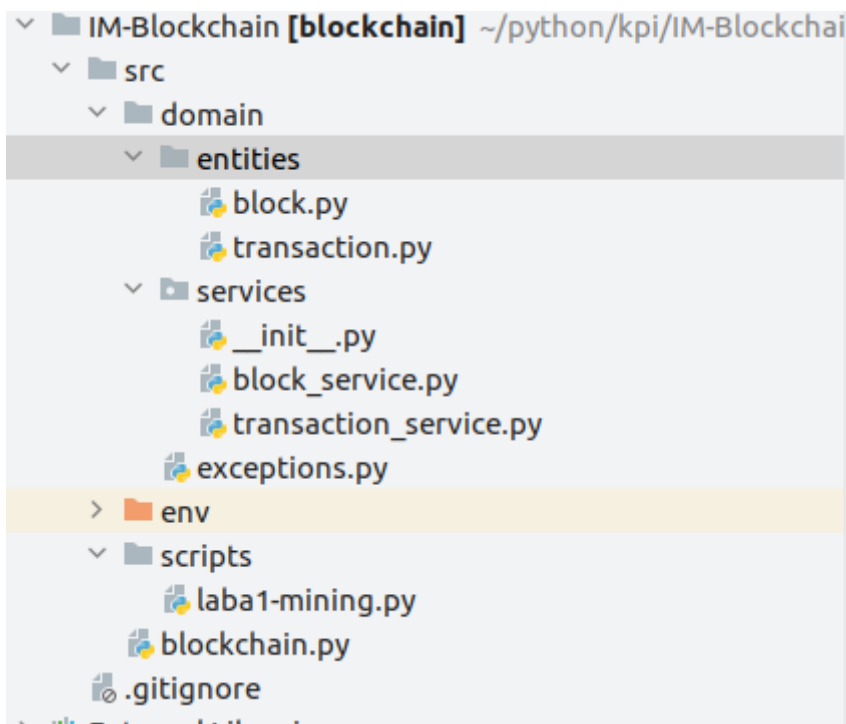 IM-Blockchain [blockchain] ~/python/kpi/IM-Blockchai
src
domain
entities
block.py
transaction.py
services
__init__.py
block_service.py
transaction_service.py
exceptions.py
env
scripts
laba1-mining.py
blockchain.py
.gitignore